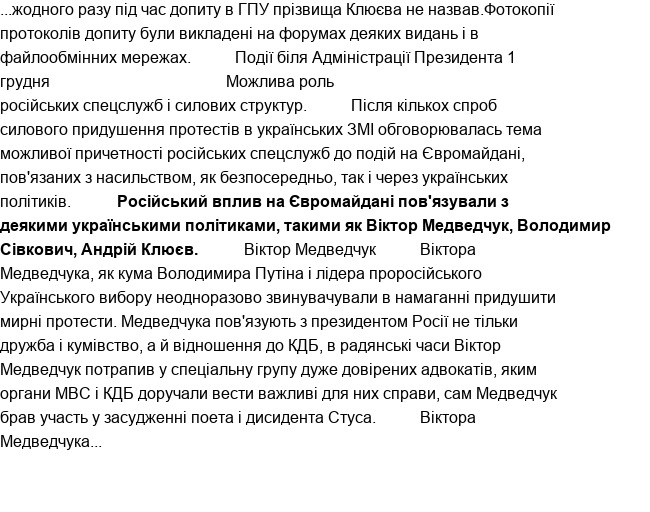 ...жодного разу під час допиту в ГПУ прізвища Клюєва не назвав.Фотокопії
протоколів допиту були викладені на форумах деяких видань і в
файлообмінних мережах. Події біля Адміністрації Президента 1
грудня Можлива роль
російських спецслужб і силових структур. Після кількох спроб
силового придушення протестів в українських ЗМІ обговорювалась тема
можливої причетності російських спецслужб до подій на Євромайдані,
пов'язаних з насильством, як безпосередньо, так і через українських
політиків. Російський вплив на Євромайдані пов'язували з
деякими українськими політиками, такими як Віктор Медведчук, Володимир
Сівкович, Андрій Клюєв. Віктор Медведчук Віктора
Медведчука, як кума Володимира Путіна і лідера проросійського
Українського вибору неодноразово звинувачували в намаганні придушити
мирні протести. Медведчука пов'язують з президентом Росії не тільки
дружба і кумівство, а й відношення до КДБ, в радянські часи Віктор
Медведчук потрапив у спеціальну групу дуже довірених адвокатів, яким
органи МВС і КДБ доручали вести важливі для них справи, сам Медведчук
брав участь у засудженні поета і дисидента Стуса. Віктора
Медведчука...